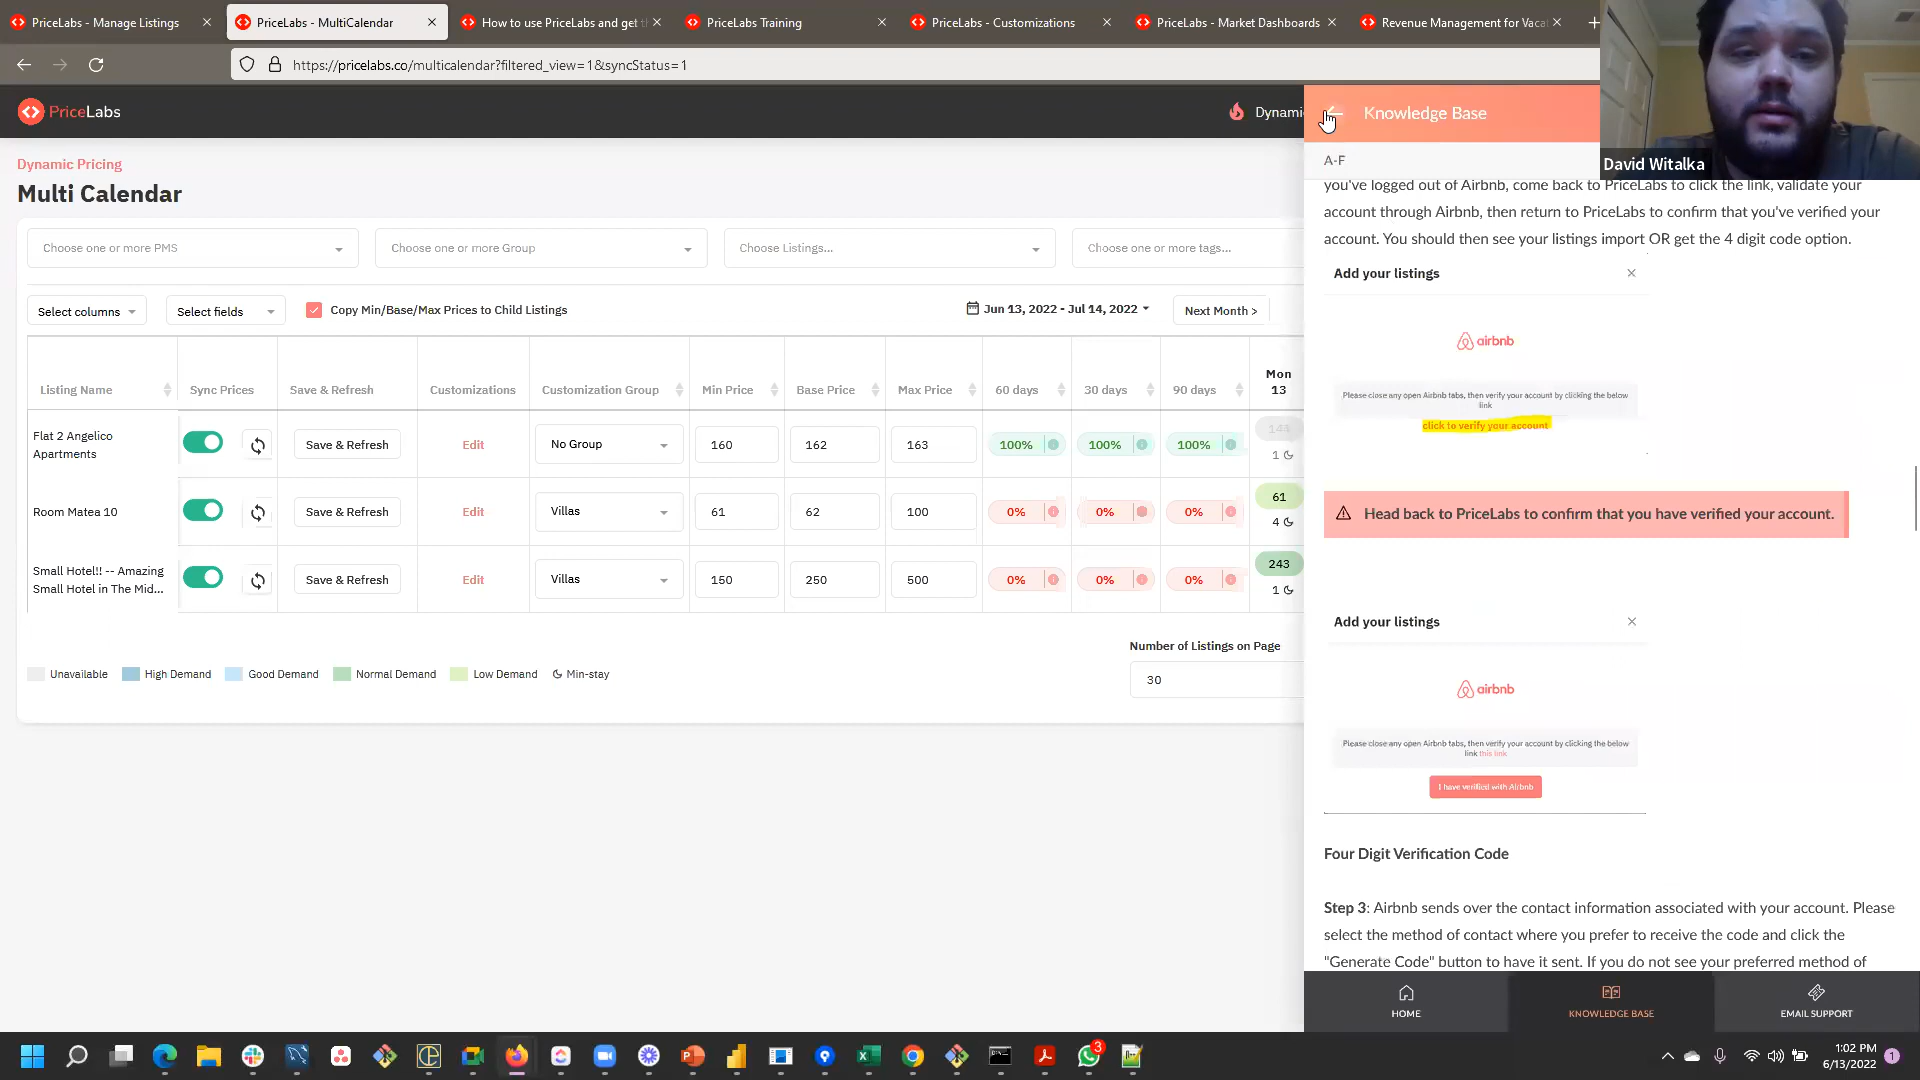 PriceLabs - Manage Listings
PriceLabs - MultiCalendar
How to use PriceLabs and get t
PriceLabs Training
PriceLabs - Customizations
PriceLabs - Market Dashboards
Revenue Management for Vaca
https://pricelabs.co/multicalendar?filtered_view=1&syncStatus=1
PriceLabs
Dynami
Knowledge Base
David Witalka
A-F
Dynamic Pricing
Multi Calendar
Choose one or more PMS
Choose one or more Group
Choose Listings...
Choose one or more tags...
Select columns
Select fields
Copy Min/Base/Max Prices to Child Listings
Jun 13, 2022 - Jul 14, 2022
Next Month >
Listing Name
Sync Prices
Save & Refresh
Customizations
Customization Group
Min Price
Base Price
Max Price
60 days
30 days
90 days
Mon
13
Flat 2 Angelico
Apartments
Save & Refresh
Edit
No Group
160
162
163
100%
100%
100%
144
1
Room Matea 10
Save & Refresh
Edit
Villas
61
62
100
0%
0%
0%
61
4
Small Hotel!! -- Amazing
Small Hotel in The Mid...
Save & Refresh
Edit
Villas
150
250
500
0%
0%
0%
243
1
Unavailable
High Demand
Good Demand
Normal Demand
Low Demand
Min-stay
Number of Listings on Page
30
you've logged out of Airbnb, come back to PriceLabs to click the link, validate your
account through Airbnb, then return to PriceLabs to confirm that you've verified your
account. You should then see your listings import OR get the 4 digit code option.
Add your listings
airbnb
Please close any open Airbnb tabs, then verify your account by clicking the below
link
click to verify your account
Head back to PriceLabs to confirm that you have verified your account.
Add your listings
airbnb
Please close any open Airbnb tabs, then verify your account by clicking the below
link this link
I have verified with Airbnb
Four Digit Verification Code
Step 3: Airbnb sends over the contact information associated with your account. Please
select the method of contact where you prefer to receive the code and click the
"Generate Code" button to have it sent. If you do not see your preferred method of
HOME
KNOWLEDGE BASE
EMAIL SUPPORT
3
1:02 PM
6/13/2022
1